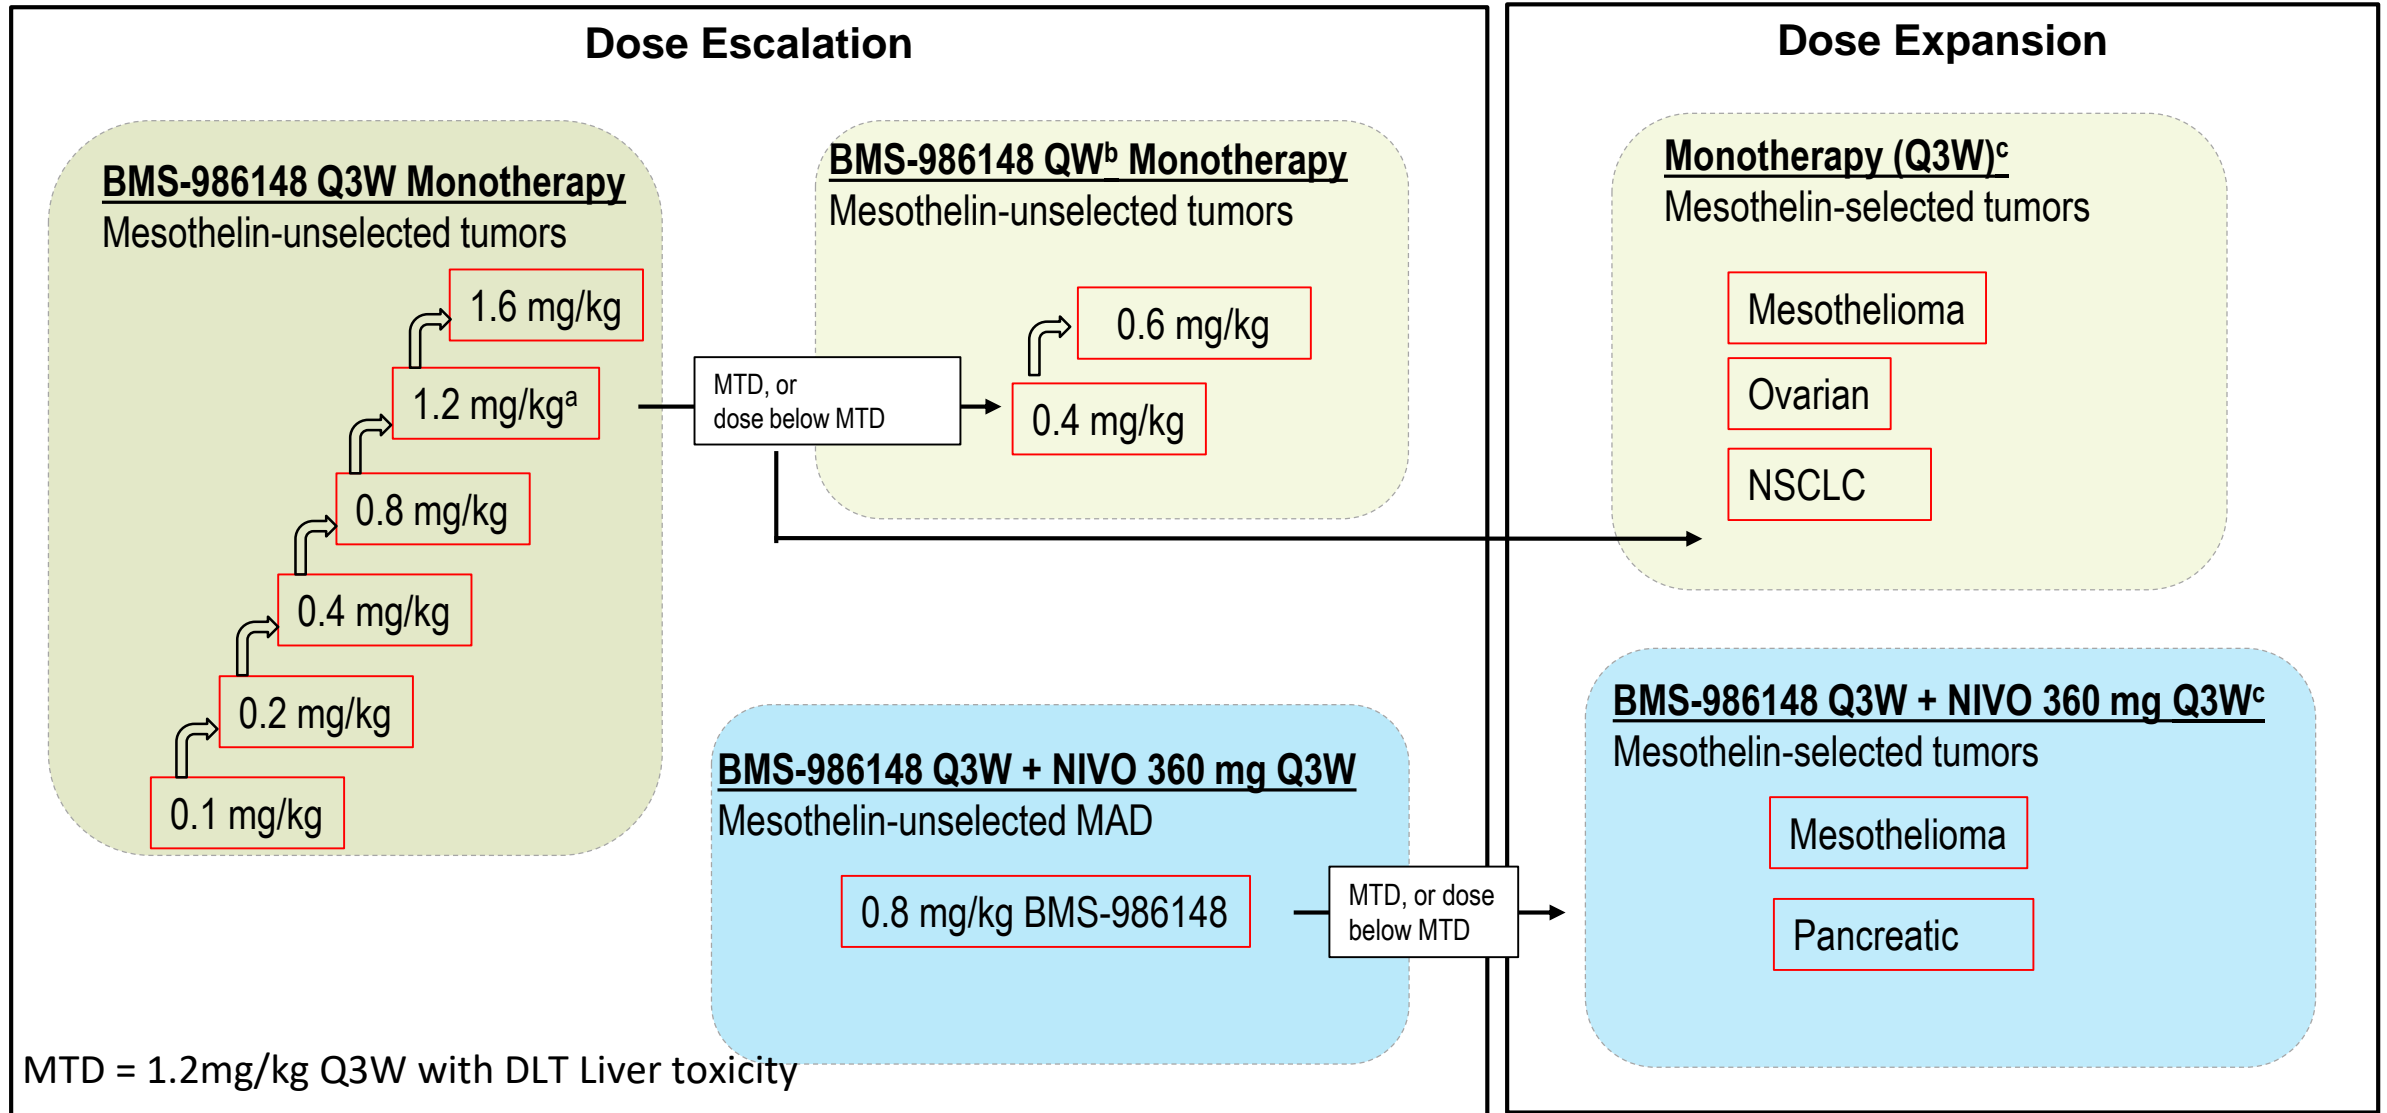 Dose Escalation
BMS-986148 Q3W Monotherapy
Mesothelin-unselected tumors
1.6 mg/kg
1.2 mg/kgᵃ
0.8 mg/kg
0.4 mg/kg
0.2 mg/kg
0.1 mg/kg
MTD, or
dose below MTD
BMS-986148 QWᵇ Monotherapy
Mesothelin-unselected tumors
0.6 mg/kg
0.4 mg/kg
BMS-986148 Q3W + NIVO 360 mg Q3W
Mesothelin-unselected MAD
0.8 mg/kg BMS-986148
MTD, or dose
below MTD
MTD = 1.2mg/kg Q3W with DLT Liver toxicity
Dose Expansion
Monotherapy (Q3W)ᶜ
Mesothelin-selected tumors
Mesothelioma
Ovarian
NSCLC
BMS-986148 Q3W + NIVO 360 mg Q3Wᶜ
Mesothelin-selected tumors
Mesothelioma
Pancreatic